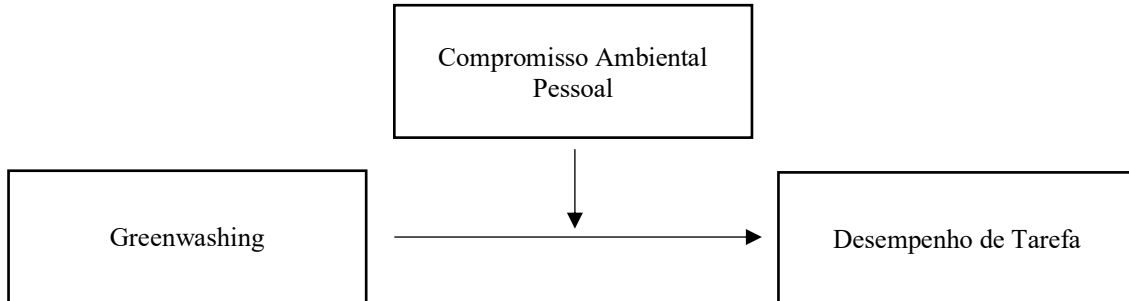 Compromisso Ambiental
Pessoal
Greenwashing
Desempenho de Tarefa